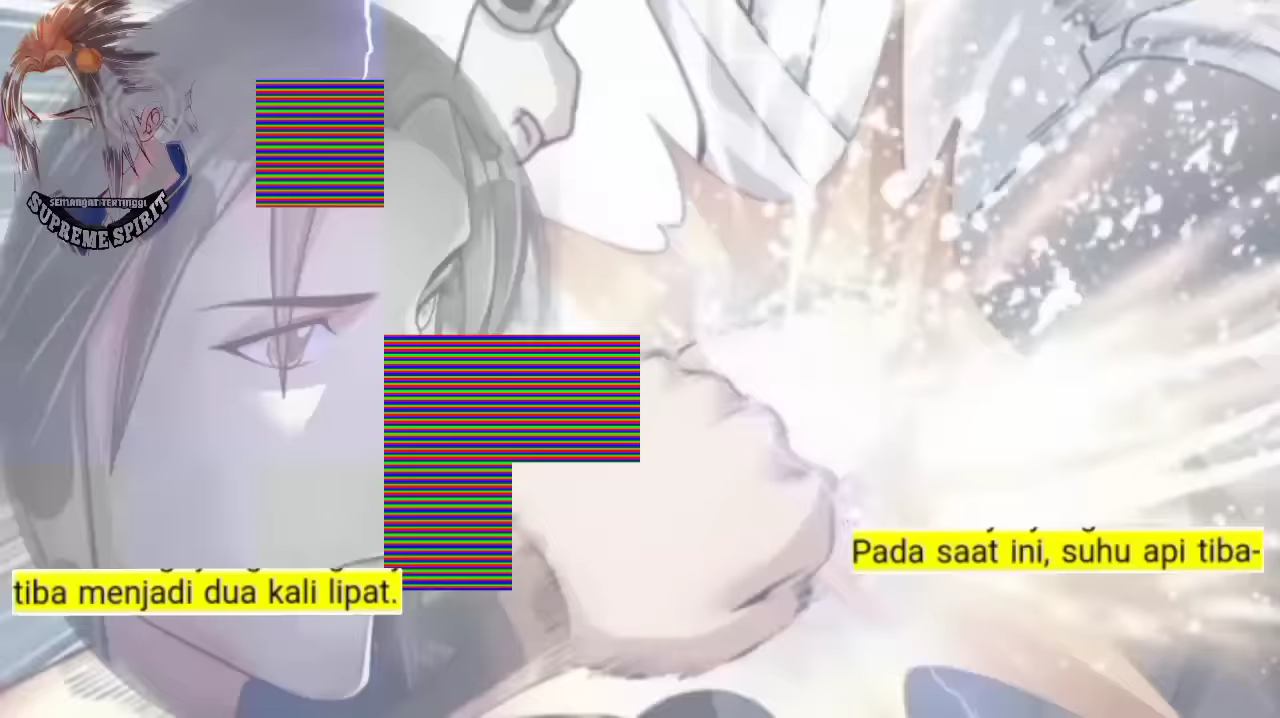 SEMANGAT TERTINGGI
SUPREME SPIRIT
Pada saat ini, suhu api tiba-
tiba menjadi dua kali lipat.